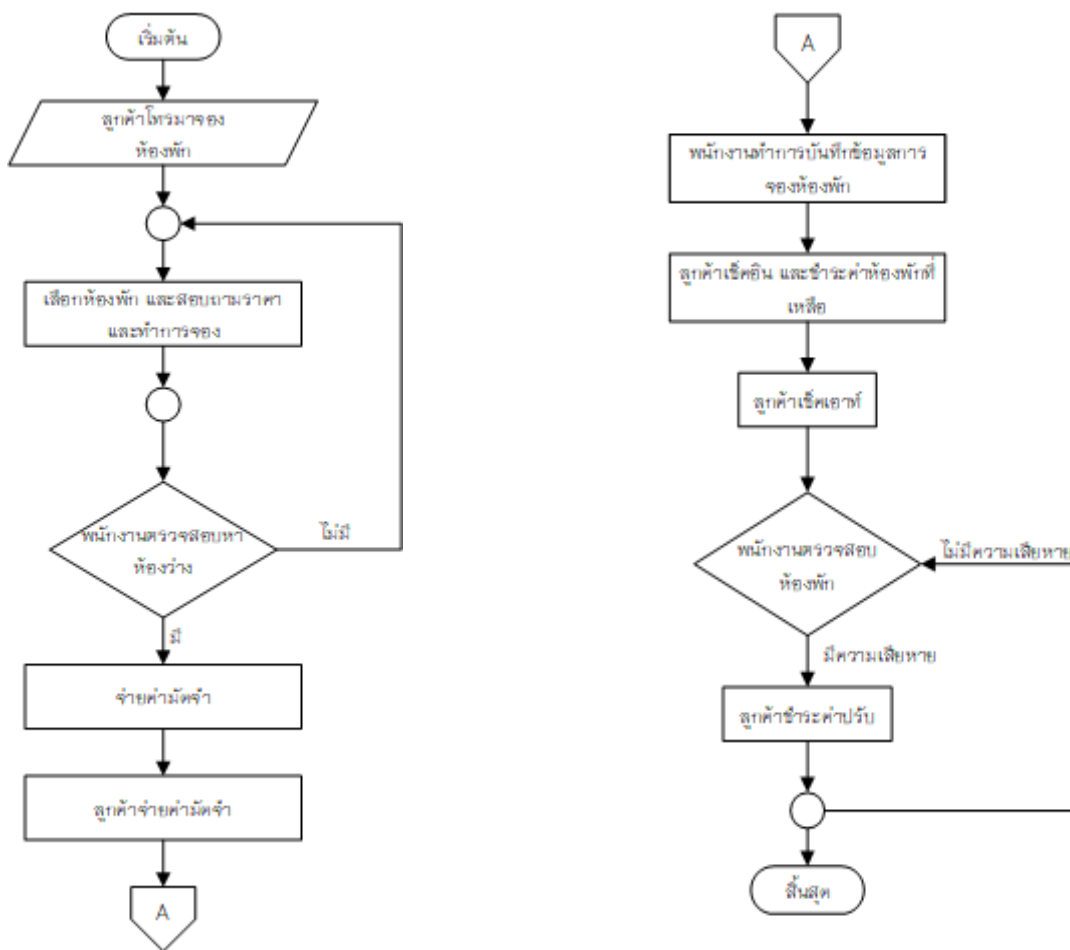 เริ่มต้น
ลูกค้าโทรมาจอง
ห้องพัก
เลือกห้องพัก และสอบถามราคา
และทำการจอง
พนักงานตรวจสอบหา
ห้องว่าง
ไม่มี
มี
จ่ายค่ามัดจำ
ลูกค้าจ่ายค่ามัดจำ
A
A
พนักงานทำการบันทึกข้อมูลการ
จองห้องพัก
ลูกค้าเช็คอิน และชำระค่าห้องพักที่
เหลือ
ลูกค้าเช็คเอาท์
พนักงานตรวจสอบ
ห้องพัก
ไม่มีความเสียหาย
มีความเสียหาย
ลูกค้าชำระค่าปรับ
สิ้นสุด